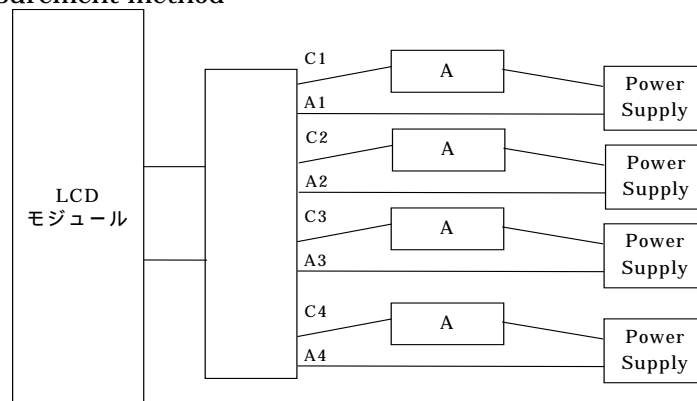 surement method
C1
A
Power
Supply
A1
C2
A
Power
Supply
A2
LCD
モジュール
C3
A
Power
Supply
A3
C4
A
Power
Supply
A4